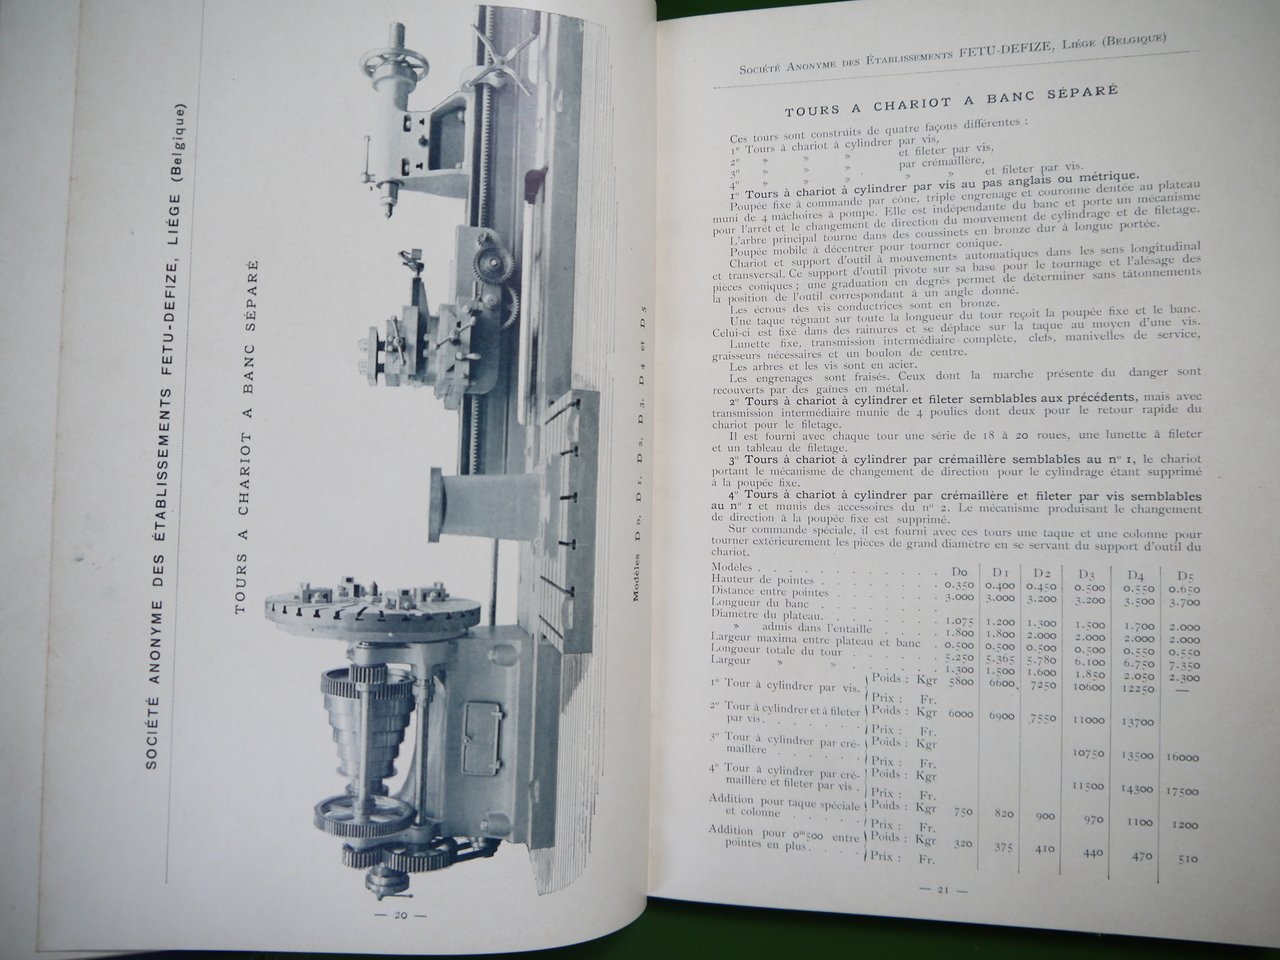 SOCIÉTÉ ANONYME DES ÉTABLISSEMENTS FETU-DEFIZE, LIÉGE (Belgique)
TOURS A CHARIOT A BANC SÉPARÉ
Modèles D 0, D 1, D 2, D 3, D 4 et D 5
— 20 —
Société Anonyme des Établissements FETU-DEFIZE, Liége (Belgique)
TOURS A CHARIOT A BANC SÉPARÉ
Ces tours sont construits de quatre façons différentes :
1º Tours à chariot à cylindrer par vis,
2º » » » et fileter par vis,
3º » » » par crémaillère,
4º » » » » » et fileter par vis.
1º Tours à chariot à cylindrer par vis au pas anglais ou métrique.
Poupée fixe à commande par cône, triple engrenage et couronne dentée au plateau
muni de 4 mâchoires à pompe. Elle est indépendante du banc et porte un mécanisme
pour l'arrêt et le changement de direction du mouvement de cylindrage et de filetage.
L'arbre principal tourne dans des coussinets en bronze dur à longue portée.
Poupée mobile à décentrer pour tourner conique.
Chariot et support d'outil à mouvements automatiques dans les sens longitudinal
et transversal. Ce support d'outil pivote sur sa base pour le tournage et l'alésage des
pièces coniques ; une graduation en degrés permet de déterminer sans tâtonnements
la position de l'outil correspondant à un angle donné.
Les écrous des vis conductrices sont en bronze.
Une taque régnant sur toute la longueur du tour reçoit la poupée fixe et le banc.
Celui-ci est fixé dans des rainures et se déplace sur la taque au moyen d'une vis.
Lunette fixe, transmission intermédiaire complète, clefs, manivelles de service,
graisseurs nécessaires et un boulon de centre.
Les arbres et les vis sont en acier.
Les engrenages sont fraisés. Ceux dont la marche présente du danger sont
recouverts par des gaînes en métal.
2º Tours à chariot à cylindrer et fileter semblables aux précédents, mais avec
transmission intermédiaire munie de 4 poulies dont deux pour le retour rapide du
chariot pour le filetage.
Il est fourni avec chaque tour une série de 18 à 20 roues, une lunette à fileter
et un tableau de filetage.
3º Tours à chariot à cylindrer par crémaillère semblables au nº 1, le chariot
portant le mécanisme de changement de direction pour le cylindrage étant supprimé
à la poupée fixe.
4º Tours à chariot à cylindrer par crémaillère et fileter par vis semblables
au nº 1 et munis des accessoires du nº 2. Le mécanisme produisant le changement
de direction à la poupée fixe est supprimé.
Sur commande spéciale, il est fourni avec ces tours une taque et une colonne pour
tourner extérieurement les pièces de grand diamètre en se servant du support d'outil du
chariot.
Modèles . . . D0 D1 D2 D3 D4 D5
Hauteur de pointes . . . 0.350 0.400 0.450 0.500 0.550 0.650
Distance entre pointes . . . 3.000 3.000 3.200 3.200 3.500 3.700
Longueur du banc . . .
Diamètre du plateau. . . 1.075 1.200 1.300 1.500 1.700 2.000
» admis dans l'entaille . . . 1.800 1.800 2.000 2.000 2.000 2.000
Largeur maxima entre plateau et banc . 0.500 0.500 0.500 0.550 0.550 0.550
Longueur totale du tour . . . 5.250 5.365 5.780 6.100 6.750 7.350
Largeur » » . . . 1.300 1.500 1.600 1.850 2.050 2.300
1º Tour à cylindrer par vis. Poids : Kgr 5800 6600 7250 10600 12250 —
Prix : Fr.
2º Tour à cylindrer et à fileter Poids : Kgr 6000 6900 7550 11000 13700
par vis. . . . Prix : Fr.
3º Tour à cylindrer par cré- Poids : Kgr 10750 13500 16000
maillère . . . Prix : Fr.
4º Tour à cylindrer par cré- Poids : Kgr 11500 14300 17500
maillère et fileter par vis . Prix : Fr.
Addition pour taque spéciale Poids : Kgr 750 820 900 970 1100 1200
et colonne . . . Prix : Fr.
Addition pour 0m500 entre Poids : Kgr 320 375 410 440 470 510
pointes en plus. . . . Prix : Fr.
— 21 —